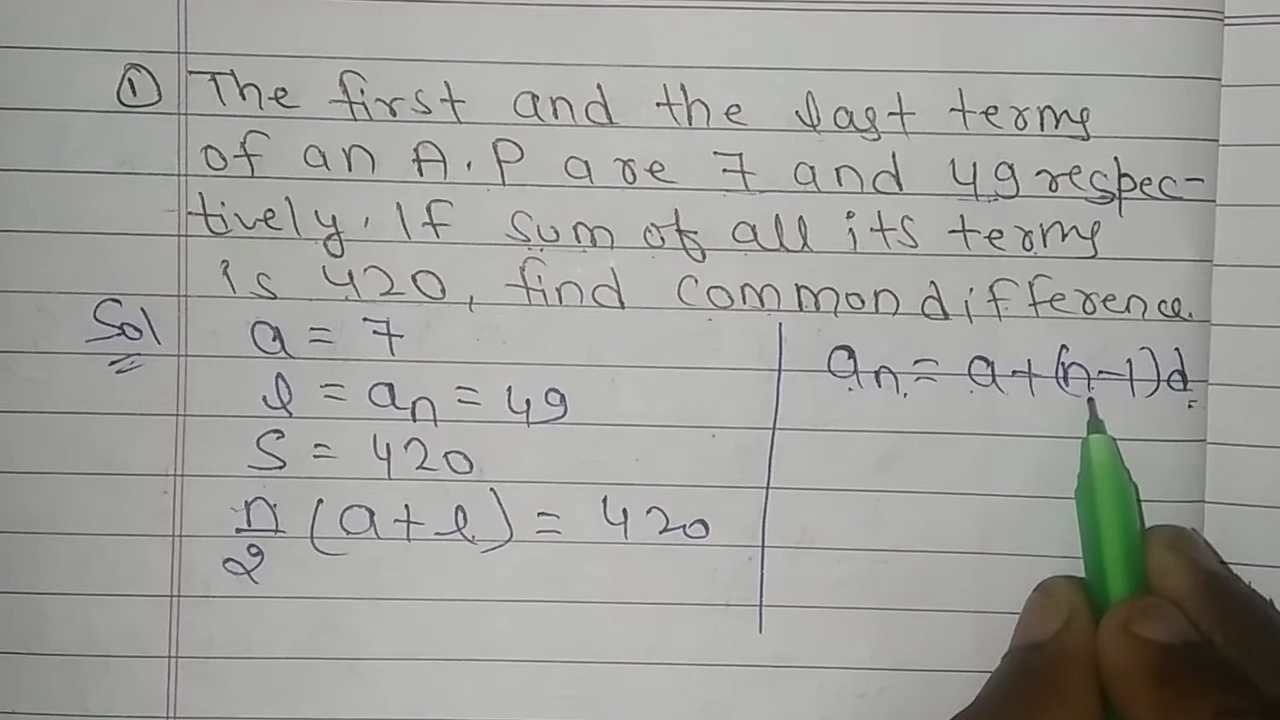 ① The first and the last terms
of an A.P are 7 and 49 respec-
tively. If sum of all its terms
is 420, find common difference.
Sol
a = 7
l = an = 49
S = 420
n/2 (a+l) = 420
an = a+(n-1)d